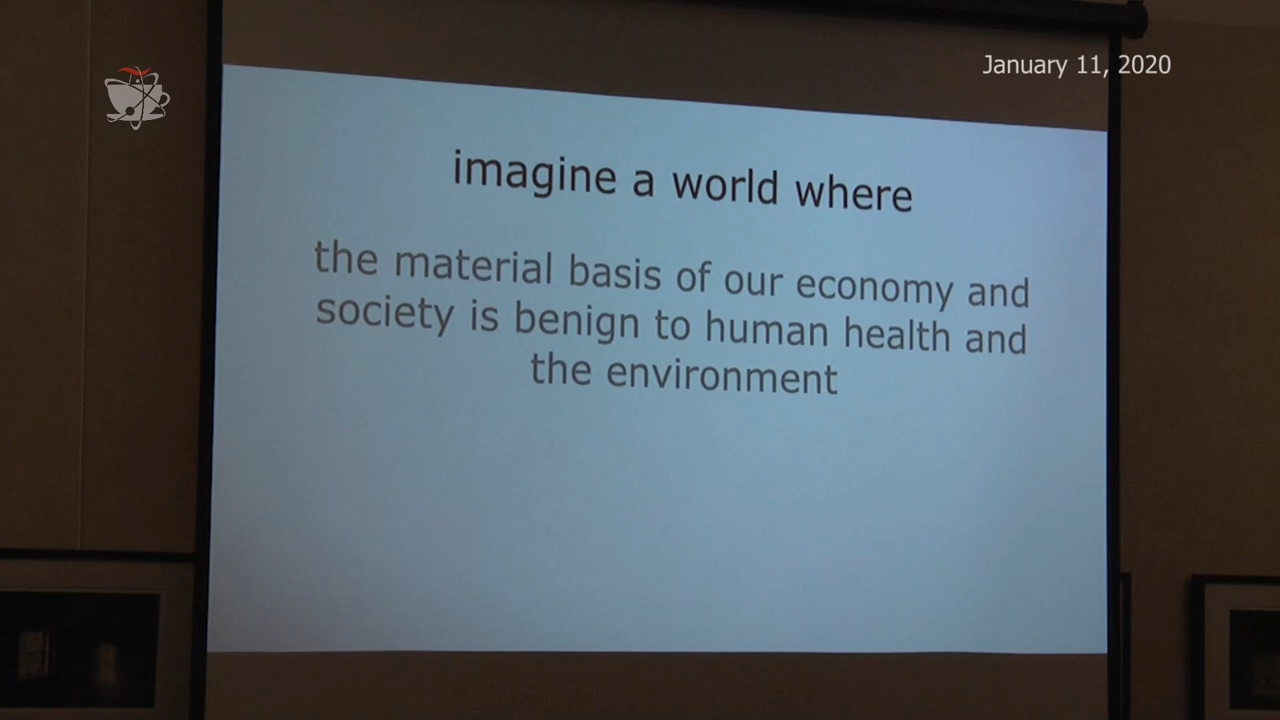 January 11, 2020
imagine a world where
the material basis of our economy and
society is benign to human health and
the environment